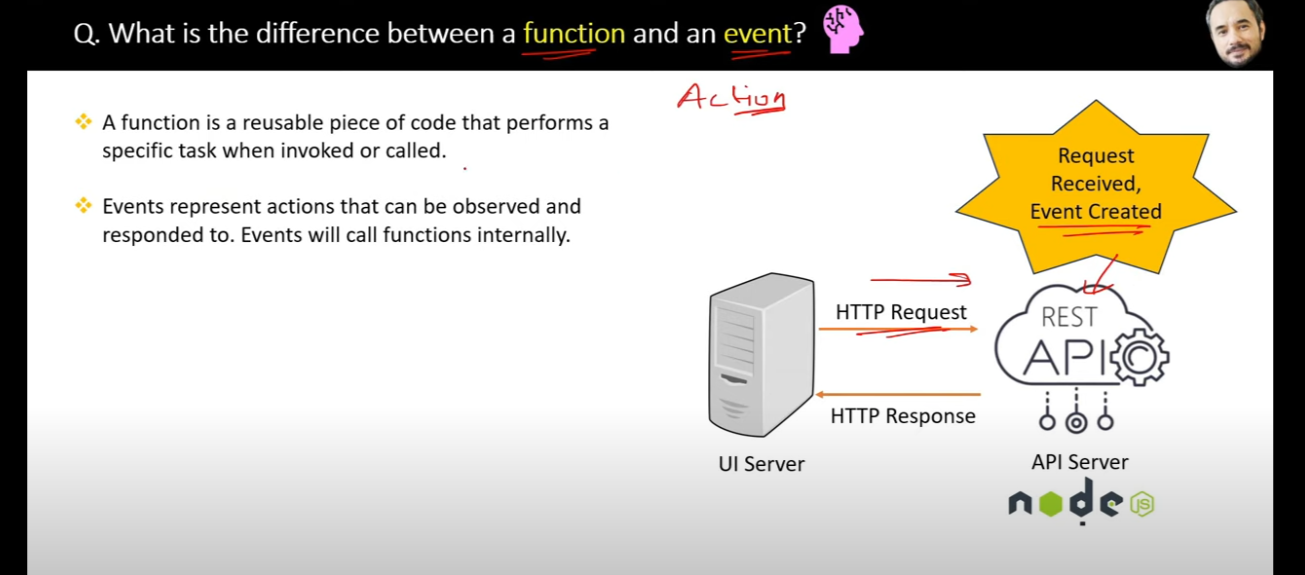 Q. What is the difference between a function and an event?
Action
A function is a reusable piece of code that performs a
specific task when invoked or called.
Events represent actions that can be observed and
responded to. Events will call functions internally.
Request
Received,
Event Created
HTTP Request
REST
API
HTTP Response
UI Server
API Server
node JS